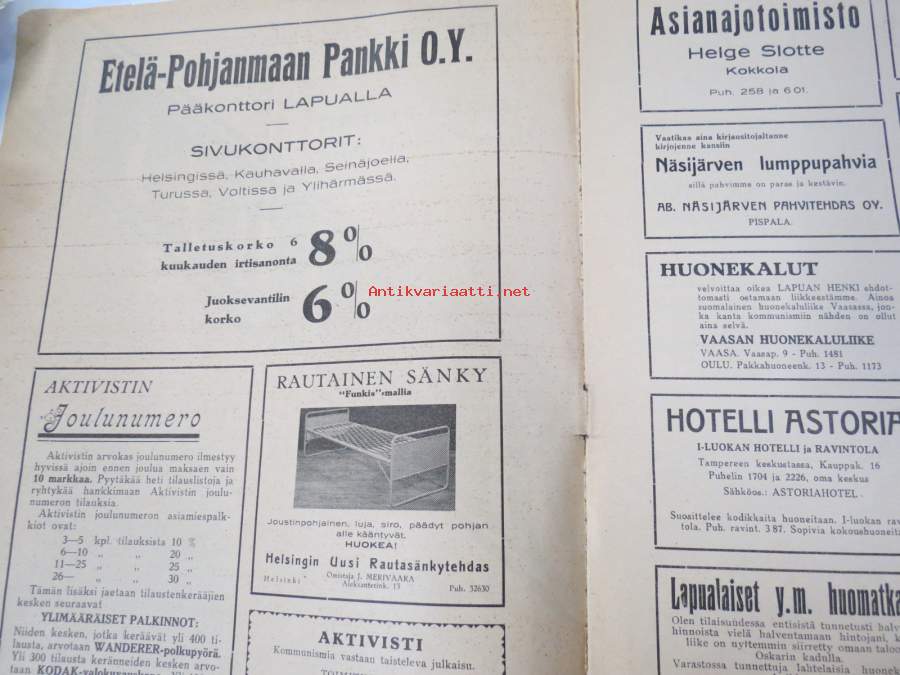 Etelä-Pohjanmaan Pankki O.Y.
Pääkonttori LAPUALLA
SIVUKONTTORIT:
Helsingissä, Kauhavalla, Seinäjoella,
Turussa, Voltissa ja Ylihärmässä.
Talletuskorko 6
kuukauden irtisanonta 8%
Juoksevantilin
korko 6%
Antikvariaatti.net
AKTIVISTIN
Joulunumero
Aktivistin arvokas joulunumero ilmestyy
hyvissä ajoin ennen joulua maksaen vain
10 markkaa. Pyytäkää heti tilauslistoja ja
ryhtykää hankkimaan Aktivistin joulu-
numeron tilauksia.
Aktivistin joulunumeron asiamiespalk-
kiot ovat:
3—5 kpl. tilauksista 10 %
6—10 „ „ 20 „
11—25 „ „ 25 „
26— „ „ 30 „
Tämän lisäksi jaetaan tilaustenkerääjien
kesken seuraavat
YLIMÄÄRÄISET PALKINNOT:
Niiden kesken, jotka keräävät yli 400 ti-
lausta, arvotaan WANDERER-polkupyörä.
Yli 300 tilausta keränneiden kesken arvo-
taan KODAK-valokuvauskone.
RAUTAINEN SÄNKY
"Funkis"-mallia
Joustinpohjainen, luja, siro, päädyt pohjan
alle kääntyvät.
HUOKEA!
Helsingin Uusi Rautasänkytehdas
Helsinki Omistaja J. MERIVAARA
Aleksanterink. 13 Puh. 32630
AKTIVISTI
Kommunismia vastaan taisteleva julkaisu.
Asianajotoimisto
Helge Slotte
Kokkola
Puh. 258 ja 601.
Vaatikaa aina kirjansitojaltanne
kirjojenne kansiin
Näsijärven lumppupahvia
sillä pahvimme on paras ja kestävin.
AB. NÄSIJÄRVEN PAHVITEHDAS OY.
PISPALA.
HUONEKALUT
velvoittaa oikea LAPUAN HENKI ehdot-
tomasti ostamaan liikkeestämme. Ainoa
suomalainen huonekaluliike Vaasassa, jon-
ka kanta kommunismiin nähden on ollut
aina selvä.
VAASAN HUONEKALULIIKE
VAASA. Vaasap. 9 - Puh. 1481
OULU. Pakkahuoneenk. 13 - Puh. 1173
HOTELLI ASTORIA
I-LUOKAN HOTELLI ja RAVINTOLA
Tampereen keskustassa, Kauppak. 16
Puhelin 1704 ja 2226, oma keskus
Sähköos.: ASTORIAHOTEL
Suosittelee kodikkaita huoneitaan. I-luokan rav
tola. Puh. ravint. 387. Sopivia kokoushuoneita
Lapualaiset y.m. huomatka
Olen tilaisuudessa entisistä tunnetusti halv
hinnoista vielä halventamaan hintojani, k
liike on nyttemmin siirretty omaan taloo
Oskarin kadulla.
Varastossa tunnettuja Lahtelaisia huonek